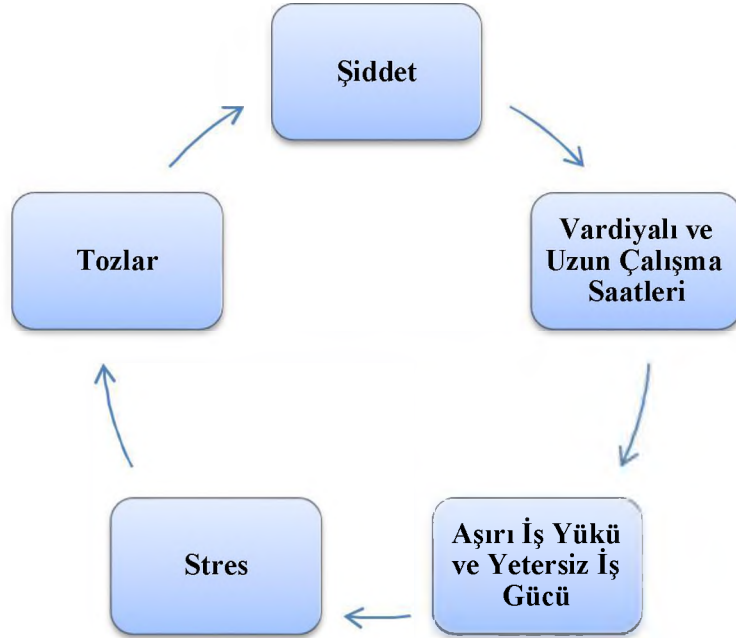 Şiddet
Vardiyalı ve
Uzun Çalışma
Saatleri
Aşırı İş Yükü
ve Yetersiz İş
Gücü
Stres
Tozlar